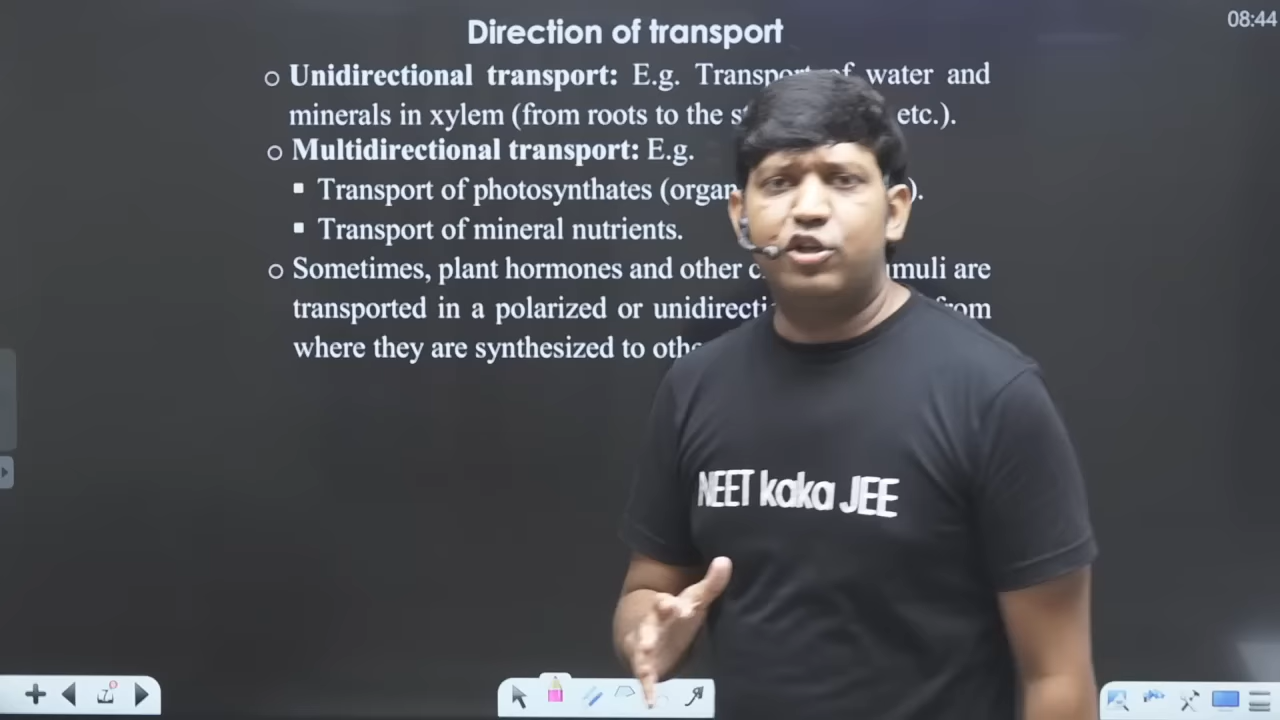 Direction of transport
08:44
○ Unidirectional transport: E.g. Transport of water and
minerals in xylem (from roots to the etc.).
○ Multidirectional transport: E.g.
▪ Transport of photosynthates
▪ Transport of mineral nutrients.
○ Sometimes, plant hormones and other are
transported in a polarized or
where they are synthesized to
NEET kaka JEE